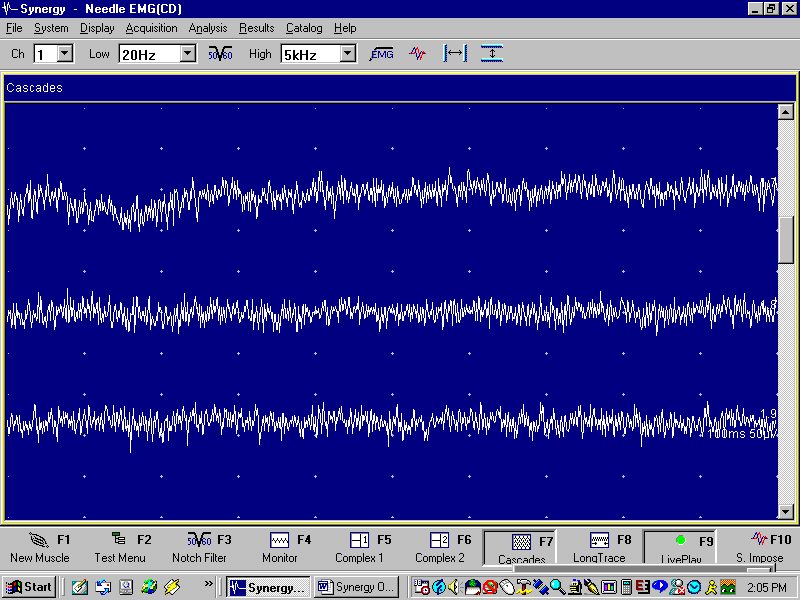 Synergy - Needle EMG(CD)
File System Display Acquisition Analysis Results Catalog Help
Ch 1 Low 20Hz 50/60 High 5kHz EMG
Cascades
7
8
1.9
100ms 50µV
F1 F2 50/60 F3 F4 F5 F6 F7 F8 F9 F10
New Muscle Test Menu Notch Filter Monitor Complex 1 Complex 2 Cascades LongTrace LivePlay S. Impose
Start » Synergy... Synergy O... 2:05 PM